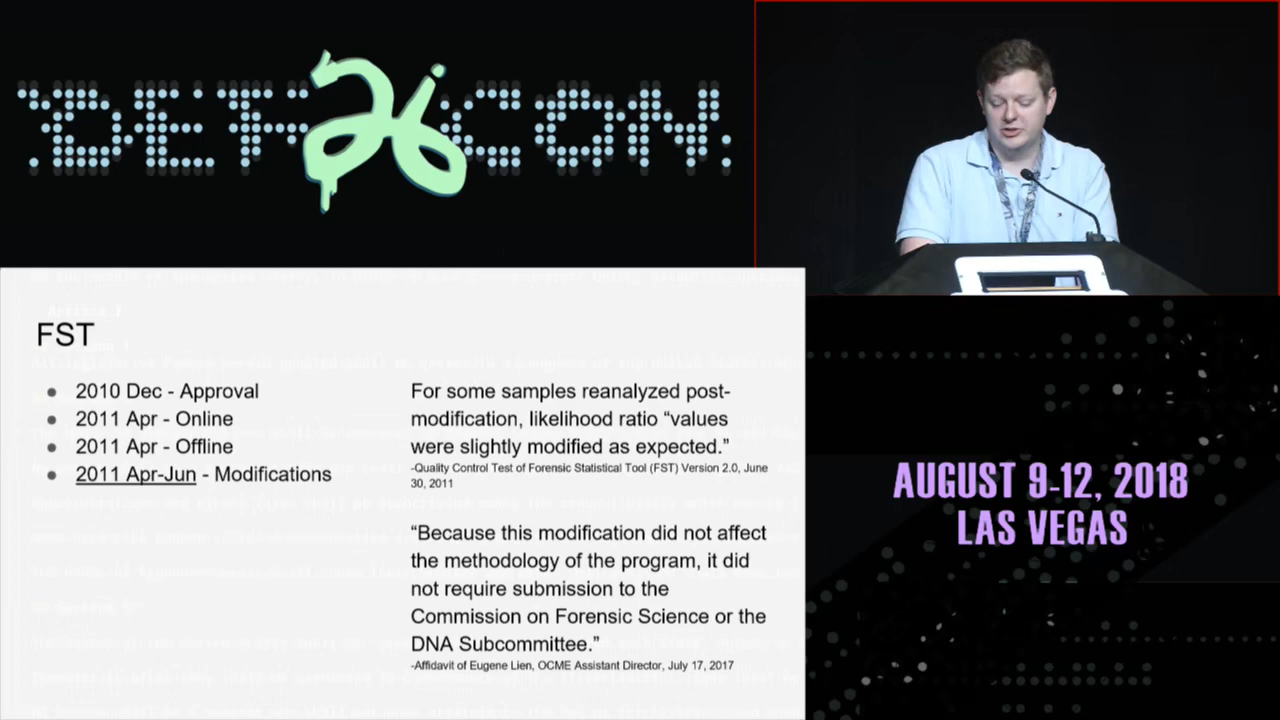 DEF 26 CON
FST
● 2010 Dec - Approval
● 2011 Apr - Online
● 2011 Apr - Offline
● 2011 Apr-Jun - Modifications
For some samples reanalyzed post-
modification, likelihood ratio “values
were slightly modified as expected.”
-Quality Control Test of Forensic Statistical Tool (FST) Version 2.0, June
30, 2011
“Because this modification did not affect
the methodology of the program, it did
not require submission to the
Commission on Forensic Science or the
DNA Subcommittee.”
-Affidavit of Eugene Lien, OCME Assistant Director, July 17, 2017
AUGUST 9-12, 2018
LAS VEGAS